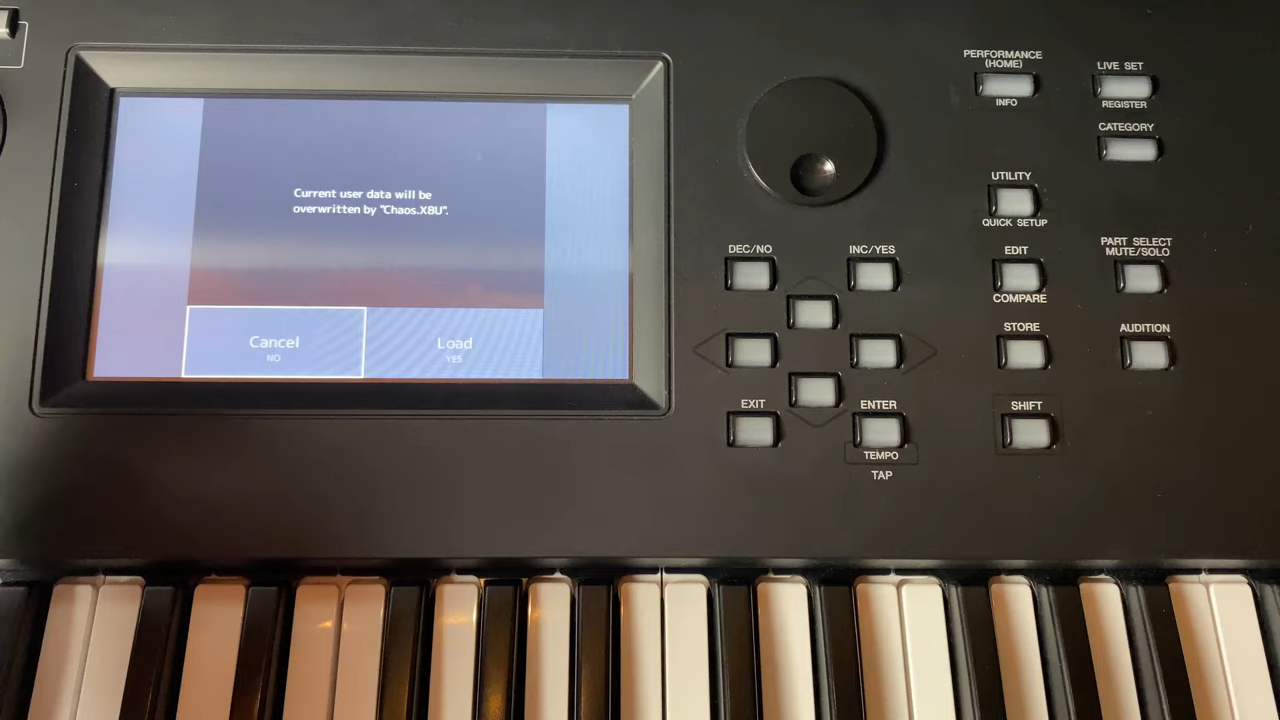 Current user data will be
overwritten by "Chaos.X8U".
Cancel
NO
Load
YES
PERFORMANCE
(HOME)
INFO
LIVE SET
REGISTER
CATEGORY
UTILITY
QUICK SETUP
DEC/NO
INC/YES
EDIT
COMPARE
PART SELECT
MUTE/SOLO
STORE
AUDITION
EXIT
ENTER
TEMPO
TAP
SHIFT